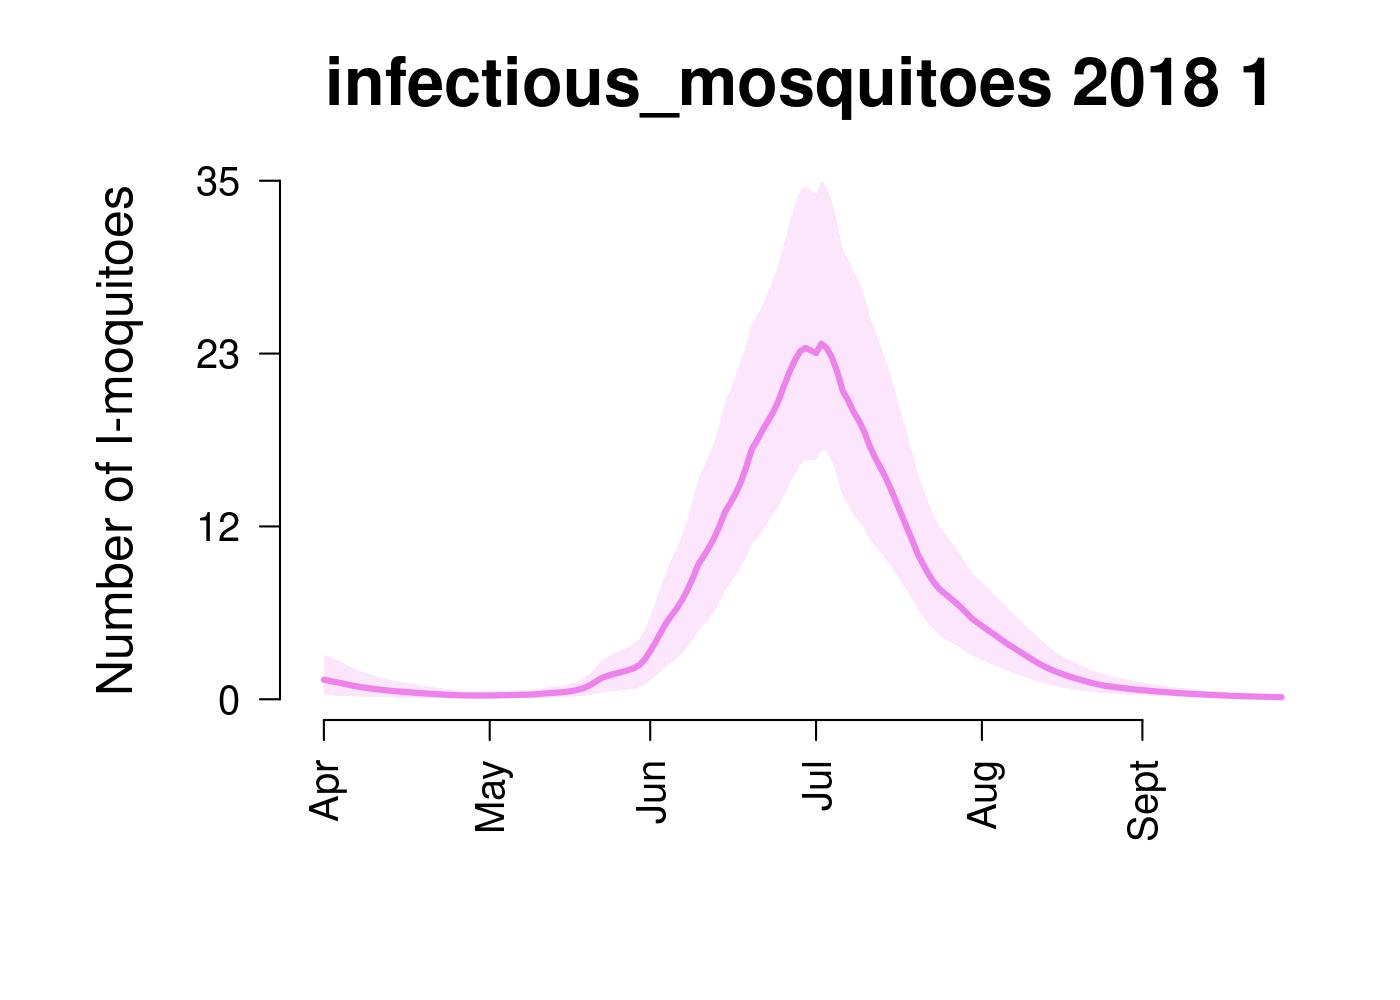 infectious_mosquitoes 2018 1
Number of I-moquitoes
35
23
12
0
Apr
May
Jun
Jul
Aug
Sept